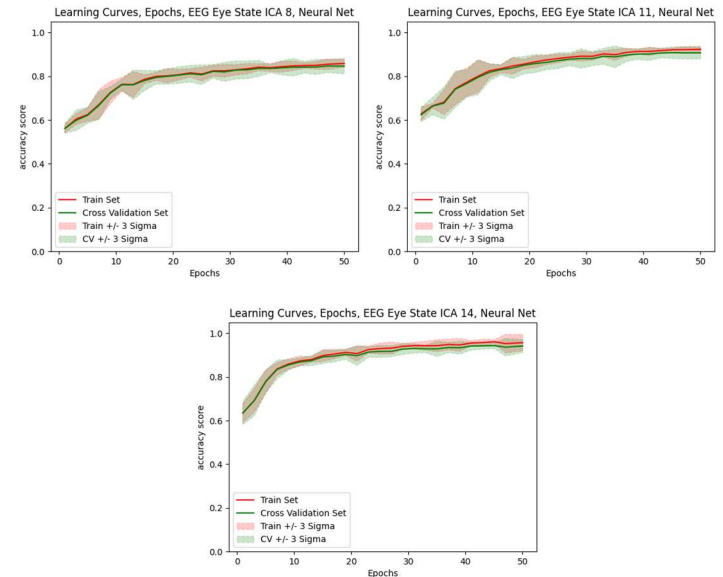 Learning Curves, Epochs, EEG Eye State ICA 8, Neural Net
accuracy score
1.0
0.8
0.6
0.4
0.2
0.0
Train Set
Cross Validation Set
Train +/- 3 Sigma
CV +/- 3 Sigma
0 10 20 30 40 50
Epochs
Learning Curves, Epochs, EEG Eye State ICA 11, Neural Net
accuracy score
1.0
0.8
0.6
0.4
0.2
0.0
Train Set
Cross Validation Set
Train +/- 3 Sigma
CV +/- 3 Sigma
0 10 20 30 40 50
Epochs
Learning Curves, Epochs, EEG Eye State ICA 14, Neural Net
accuracy score
1.0
0.8
0.6
0.4
0.2
0.0
Train Set
Cross Validation Set
Train +/- 3 Sigma
CV +/- 3 Sigma
0 10 20 30 40 50
Epochs